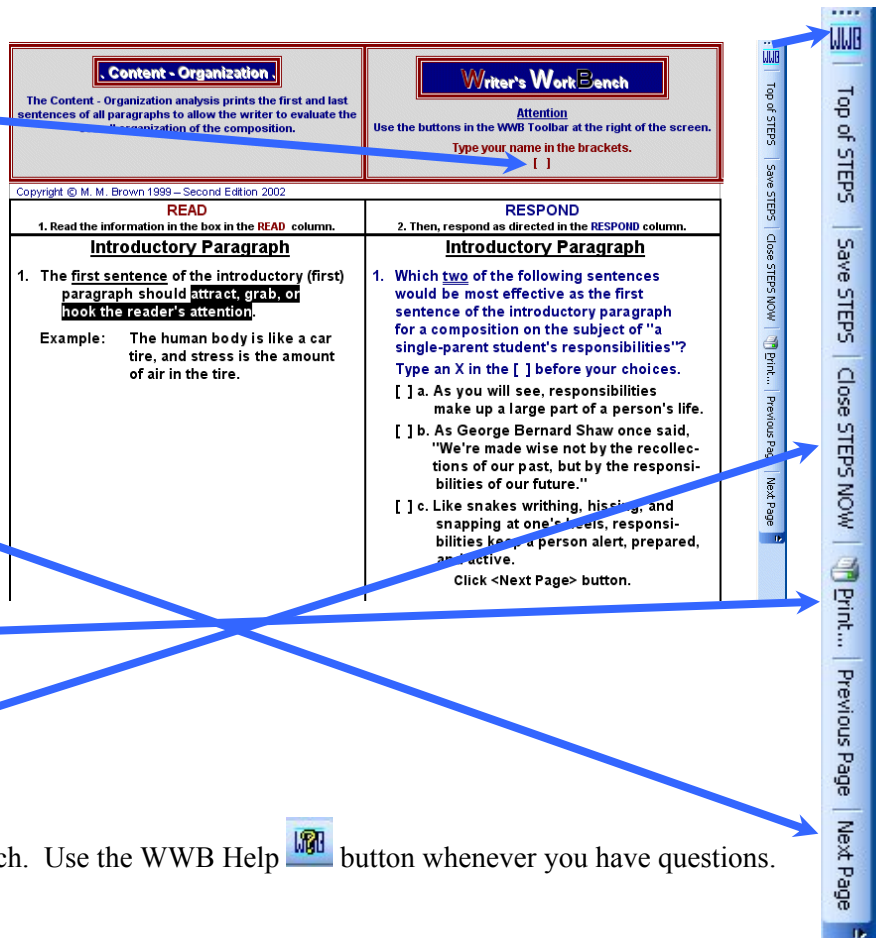 Content - Organization
The Content - Organization analysis prints the first and last
sentences of all paragraphs to allow the writer to evaluate the
organization of the composition.
Writer's WorkBench
Attention
Use the buttons in the WWB Toolbar at the right of the screen.
Type your name in the brackets.
[ ]
Copyright © M. M. Brown 1999 – Second Edition 2002
READ
1. Read the information in the box in the READ column.
Introductory Paragraph
1. The first sentence of the introductory (first)
paragraph should attract, grab, or
hook the reader's attention.
Example: The human body is like a car
tire, and stress is the amount
of air in the tire.
RESPOND
2. Then, respond as directed in the RESPOND column.
Introductory Paragraph
1. Which two of the following sentences
would be most effective as the first
sentence of the introductory paragraph
for a composition on the subject of "a
single-parent student's responsibilities"?
Type an X in the [ ] before your choices.
[ ] a. As you will see, responsibilities
make up a large part of a person's life.
[ ] b. As George Bernard Shaw once said,
"We're made wise not by the recollec-
tions of our past, but by the responsi-
bilities of our future."
[ ] c. Like snakes writhing, hissing, and
snapping at one's heels, responsi-
bilities keep a person alert, prepared,
and active.
Click <Next Page> button.
WWB Top of STEPS Save STEPS Close STEPS NOW Print... Previous Page Next Page
WWB Top of STEPS Save STEPS Close STEPS NOW Print... Previous Page Next Page
ch. Use the WWB Help WWB button whenever you have questions.